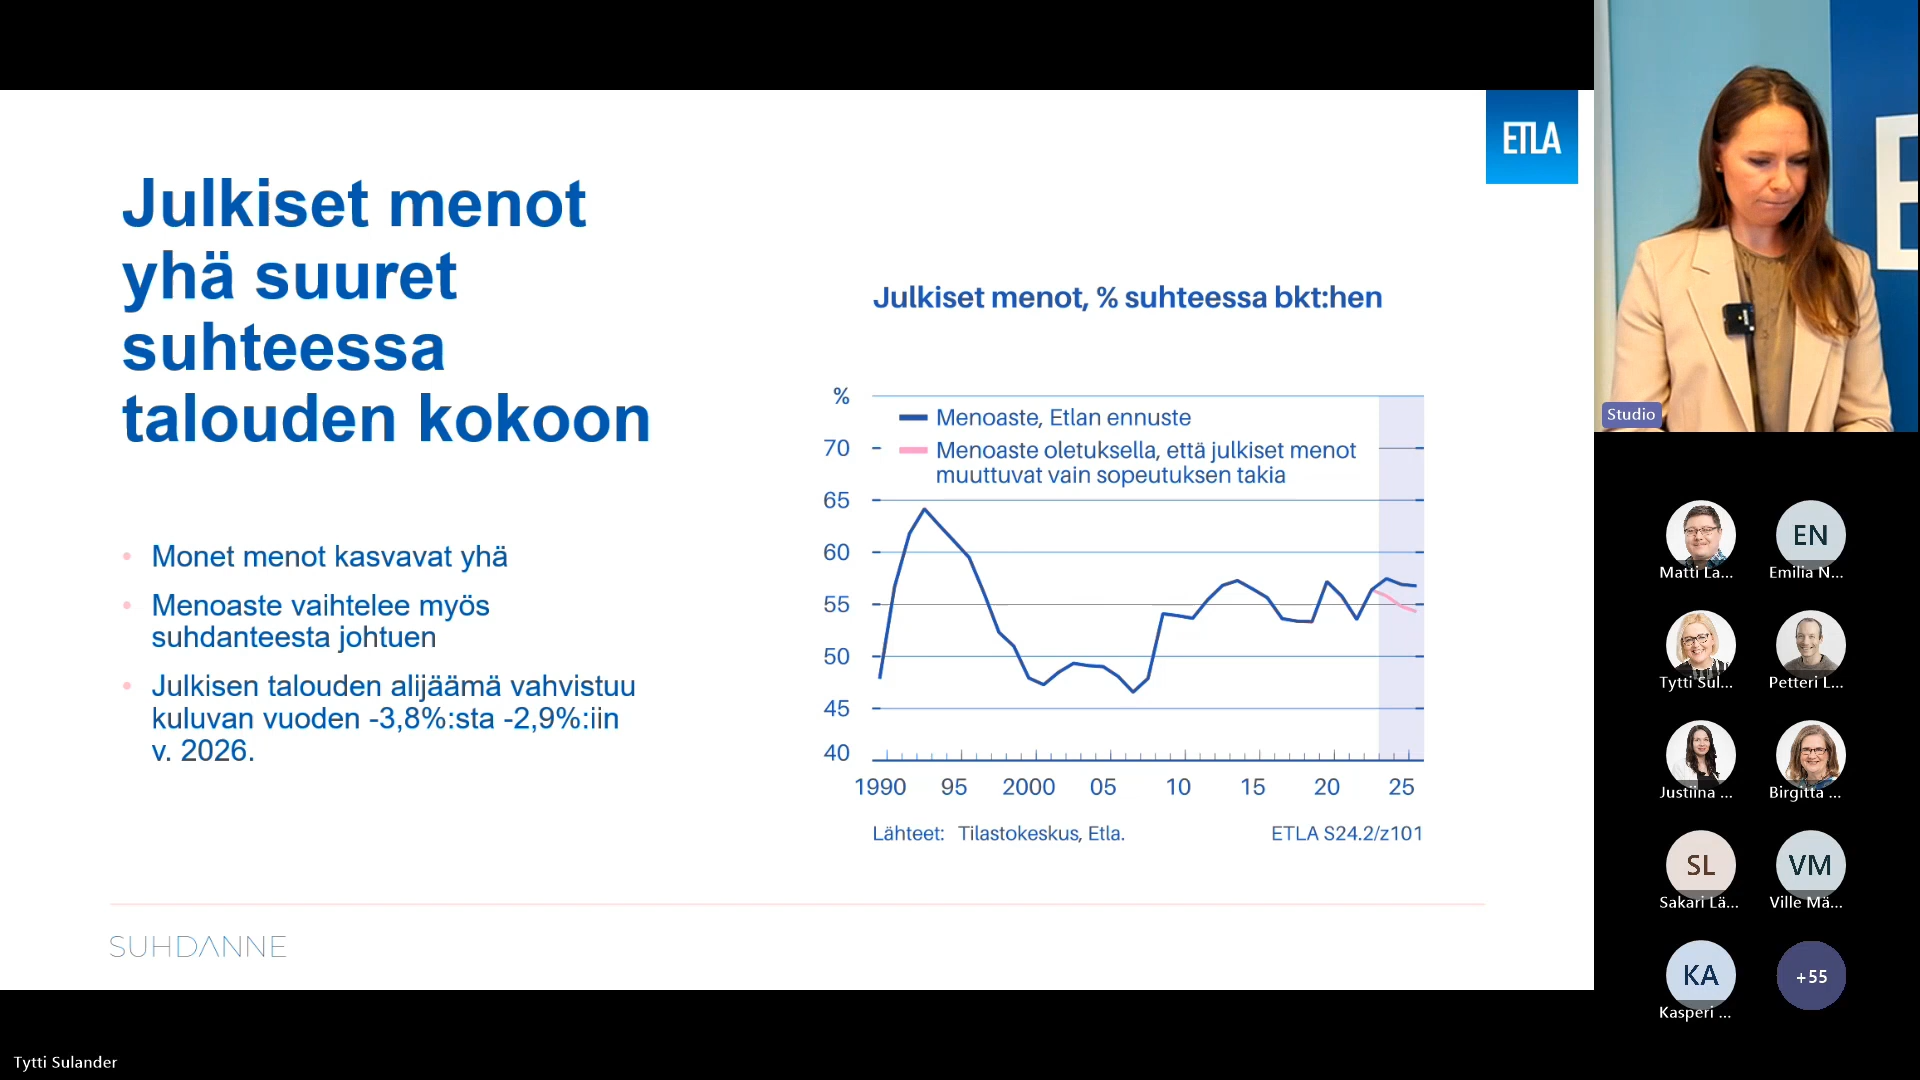 ETLA
Julkiset menot
yhä suuret
suhteessa
talouden kokoon
Monet menot kasvavat yhä
Menoaste vaihtelee myös
suhdanteesta johtuen
Julkisen talouden alijäämä vahvistuu
kuluvan vuoden -3,8%:sta -2,9%:iin
v. 2026.
Julkiset menot, % suhteessa bkt:hen
%
Menoaste, Etlan ennuste
Menoaste oletuksella, että julkiset menot
muuttuvat vain sopeutuksen takia
70
65
60
55
50
45
40
1990 95 2000 05 10 15 20 25
Lähteet: Tilastokeskus, Etla. ETLA S24.2/z101
SUHDANNE
Tytti Sulander
E
Studio
Matti La...
EN
Emilia N...
Tytti Sul...
Petteri L...
Justiina ...
Birgitta ...
SL
Sakari Lä...
VM
Ville Mä...
KA
Kasperi ...
+55